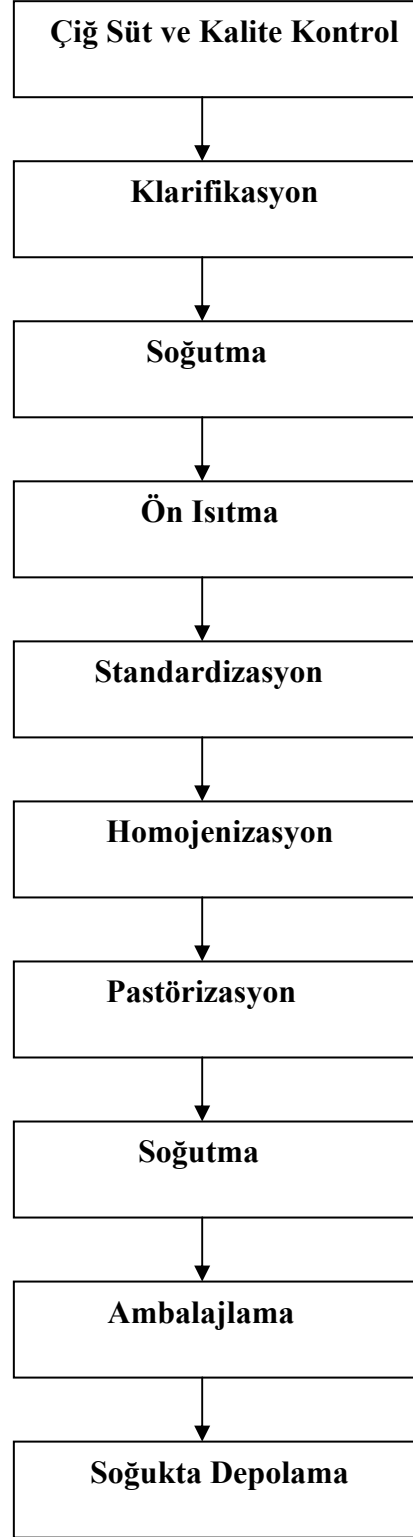 Çiğ Süt ve Kalite Kontrol
Klarifikasyon
Soğutma
Ön Isıtma
Standardizasyon
Homojenizasyon
Pastörizasyon
Soğutma
Ambalajlama
Soğukta Depolama